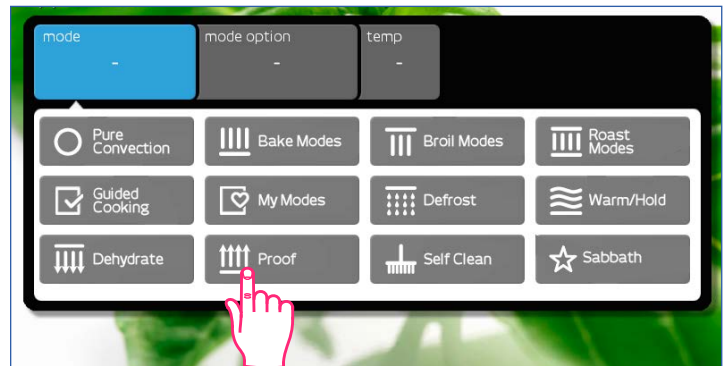 mode
mode option
temp
-
-
-
Pure
Convection
Bake Modes
Broil Modes
Roast
Modes
Guided
Cooking
My Modes
Defrost
Warm/Hold
Dehydrate
Proof
Self Clean
Sabbath